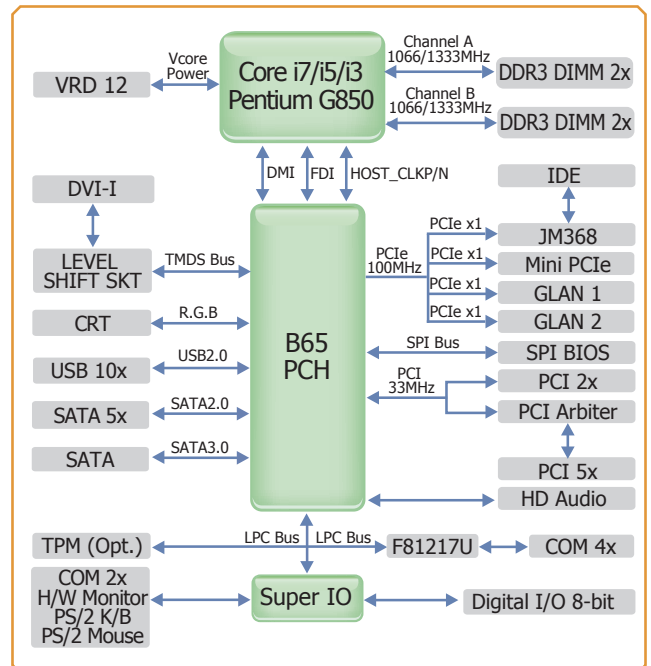 Core i7/i5/i3
Pentium G850
Vcore
Power
VRD 12
Channel A
1066/1333MHz
DDR3 DIMM 2x
Channel B
1066/1333MHz
DDR3 DIMM 2x
DMI
FDI
HOST_CLKP/N
DVI-I
LEVEL
SHIFT SKT
TMDS Bus
CRT
R.G.B
USB 10x
USB2.0
SATA 5x
SATA2.0
SATA
SATA3.0
B65
PCH
PCIe
100MHz
IDE
PCIe x1
JM368
PCIe x1
Mini PCIe
PCIe x1
GLAN 1
PCIe x1
GLAN 2
SPI Bus
SPI BIOS
PCI
33MHz
PCI 2x
PCI Arbiter
PCI 5x
HD Audio
TPM (Opt.)
LPC Bus
LPC Bus
F81217U
COM 4x
COM 2x
H/W Monitor
PS/2 K/B
PS/2 Mouse
Super IO
Digital I/O 8-bit